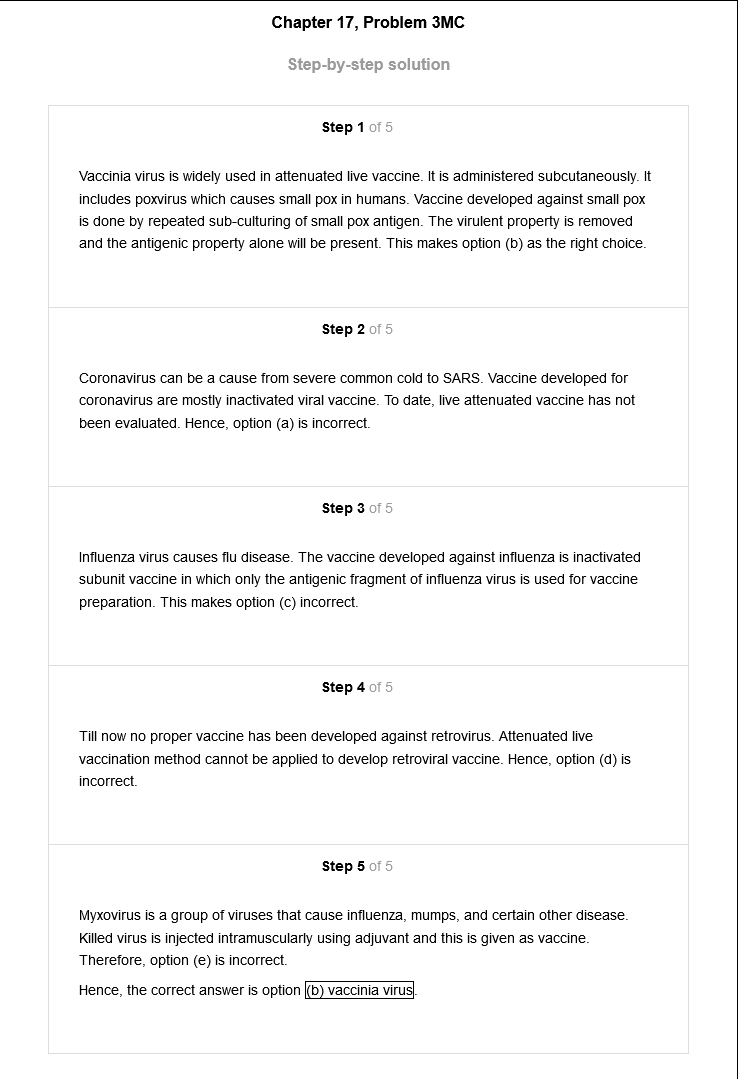 Chapter 17, Problem 3MC
Step-by-step solution
Step 1 of 5
Vaccinia virus is widely used in attenuated live vaccine. It is administered subcutaneously. It
includes poxvirus which causes small pox in humans. Vaccine developed against small pox
is done by repeated sub-culturing of small pox antigen. The virulent property is removed
and the antigenic property alone will be present. This makes option (b) as the right choice.
Step 2 of 5
Coronavirus can be a cause from severe common cold to SARS. Vaccine developed for
coronavirus are mostly inactivated viral vaccine. To date, live attenuated vaccine has not
been evaluated. Hence, option (a) is incorrect.
Step 3 of 5
Influenza virus causes flu disease. The vaccine developed against influenza is inactivated
subunit vaccine in which only the antigenic fragment of influenza virus is used for vaccine
preparation. This makes option (c) incorrect.
Step 4 of 5
Till now no proper vaccine has been developed against retrovirus. Attenuated live
vaccination method cannot be applied to develop retroviral vaccine. Hence, option (d) is
incorrect.
Step 5 of 5
Myxovirus is a group of viruses that cause influenza, mumps, and certain other disease.
Killed virus is injected intramuscularly using adjuvant and this is given as vaccine.
Therefore, option (e) is incorrect.
Hence, the correct answer is option (b) vaccinia virus.